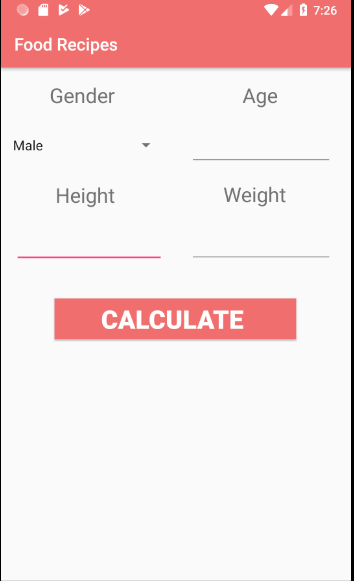 7:26
Food Recipes
Gender Age
Male
Height Weight
CALCULATE